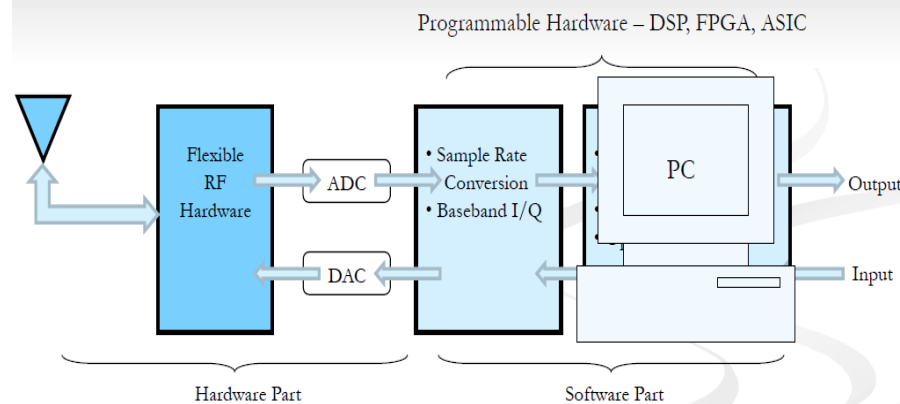 Programmable Hardware – DSP, FPGA, ASIC
Flexible
RF
Hardware
ADC
DAC
• Sample Rate
Conversion
• Baseband I/Q
PC
Output
Input
Hardware Part
Software Part